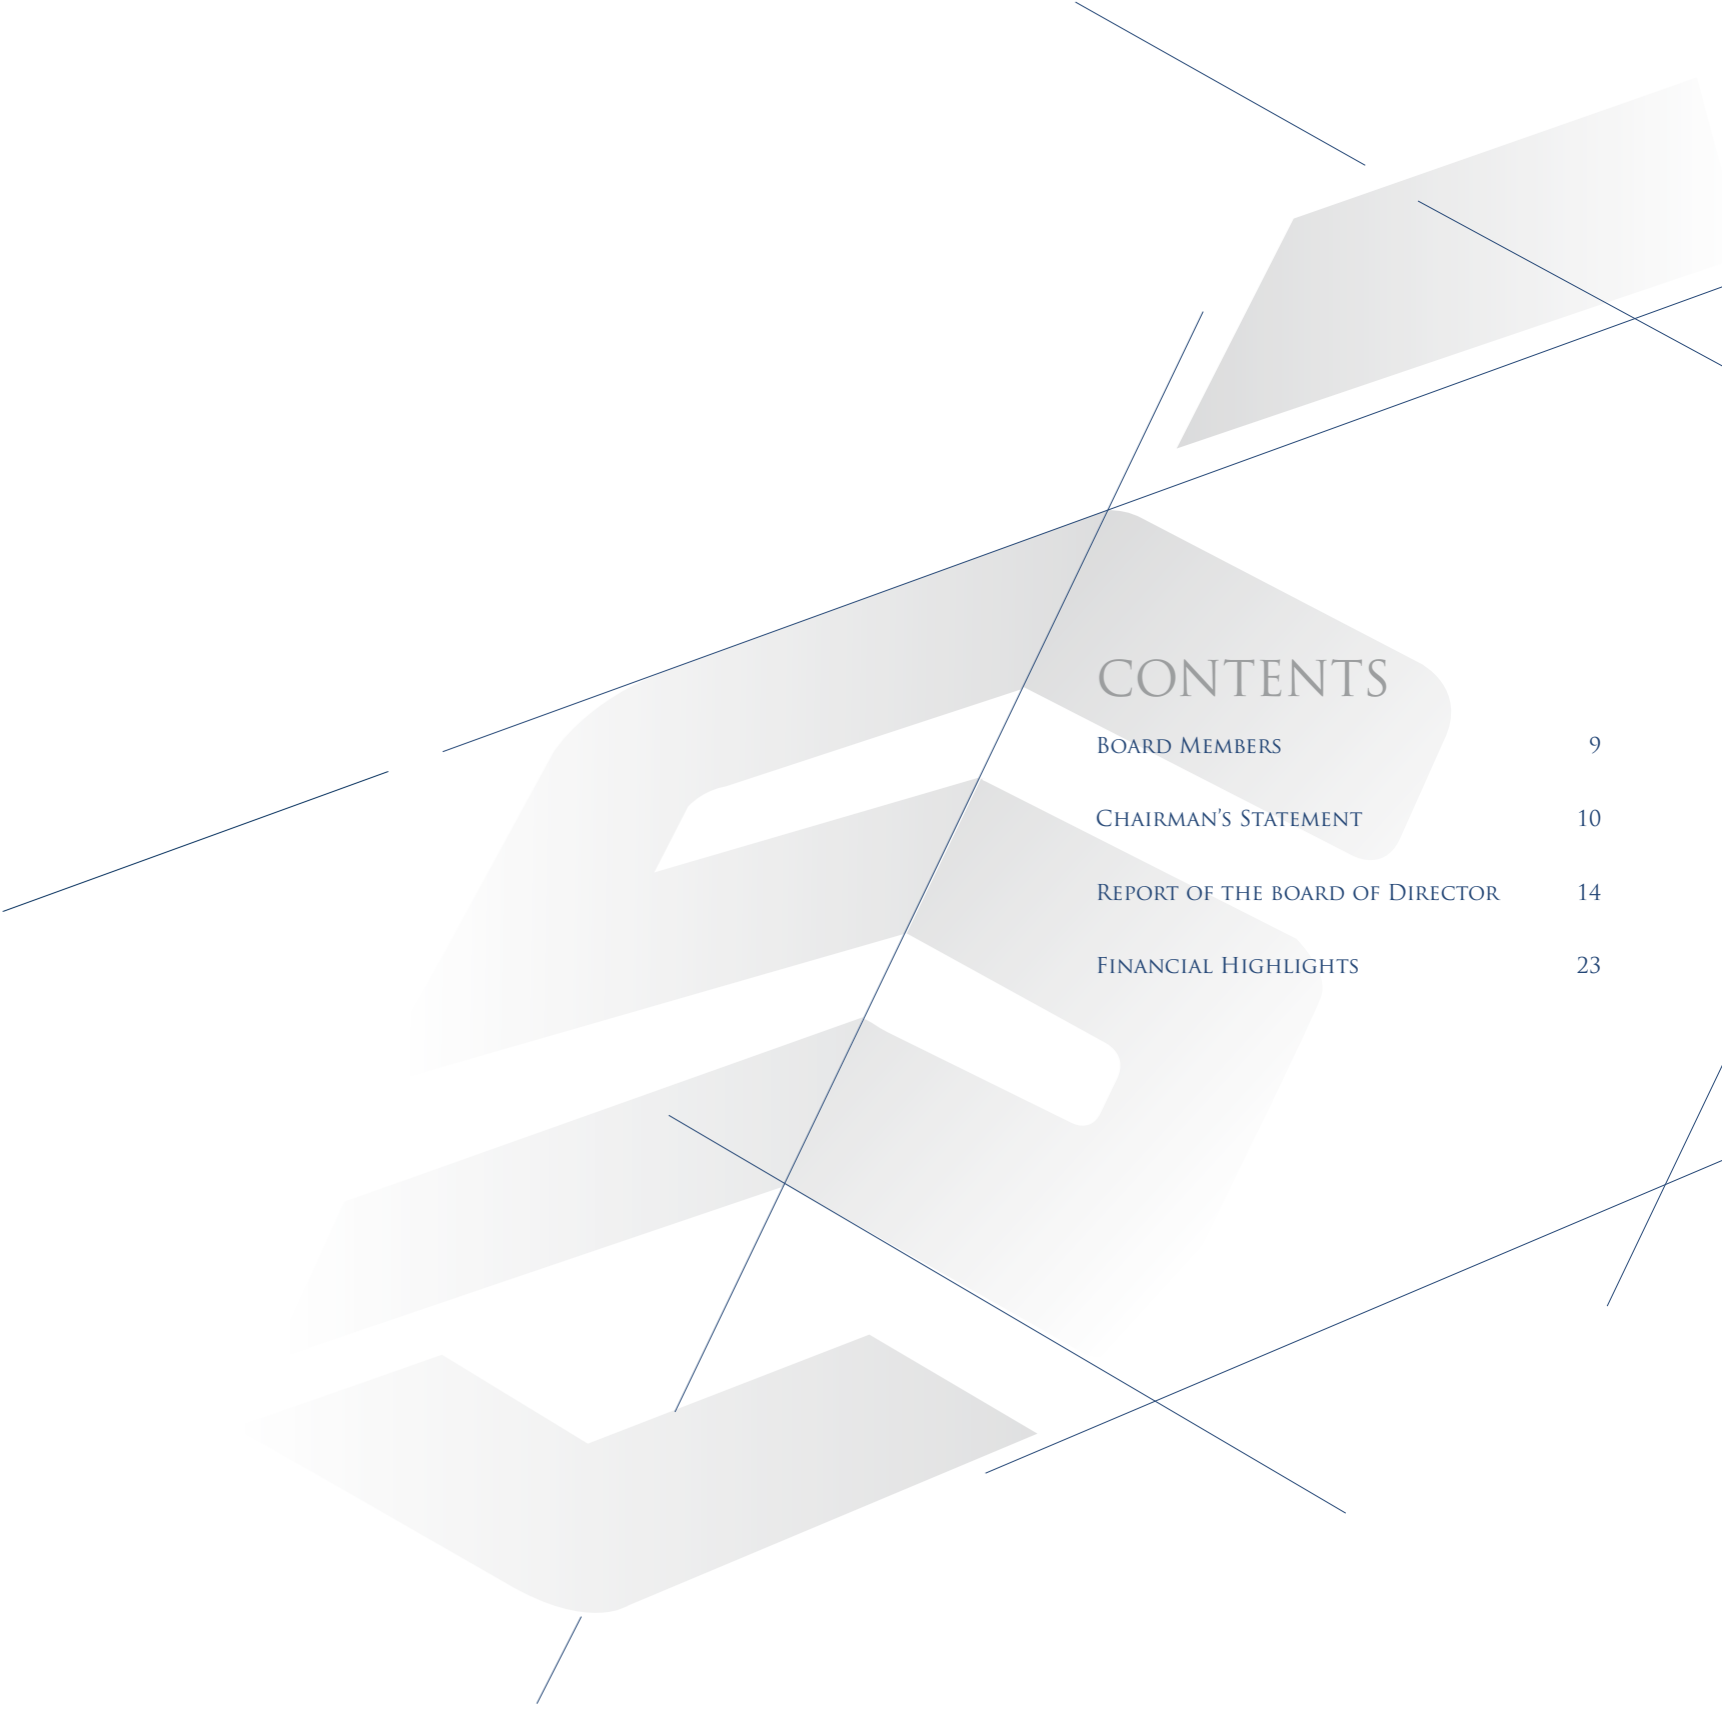 CONTENTS
Board Members 9
Chairman’s Statement 10
Report of the board of Director 14
Financial Highlights 23